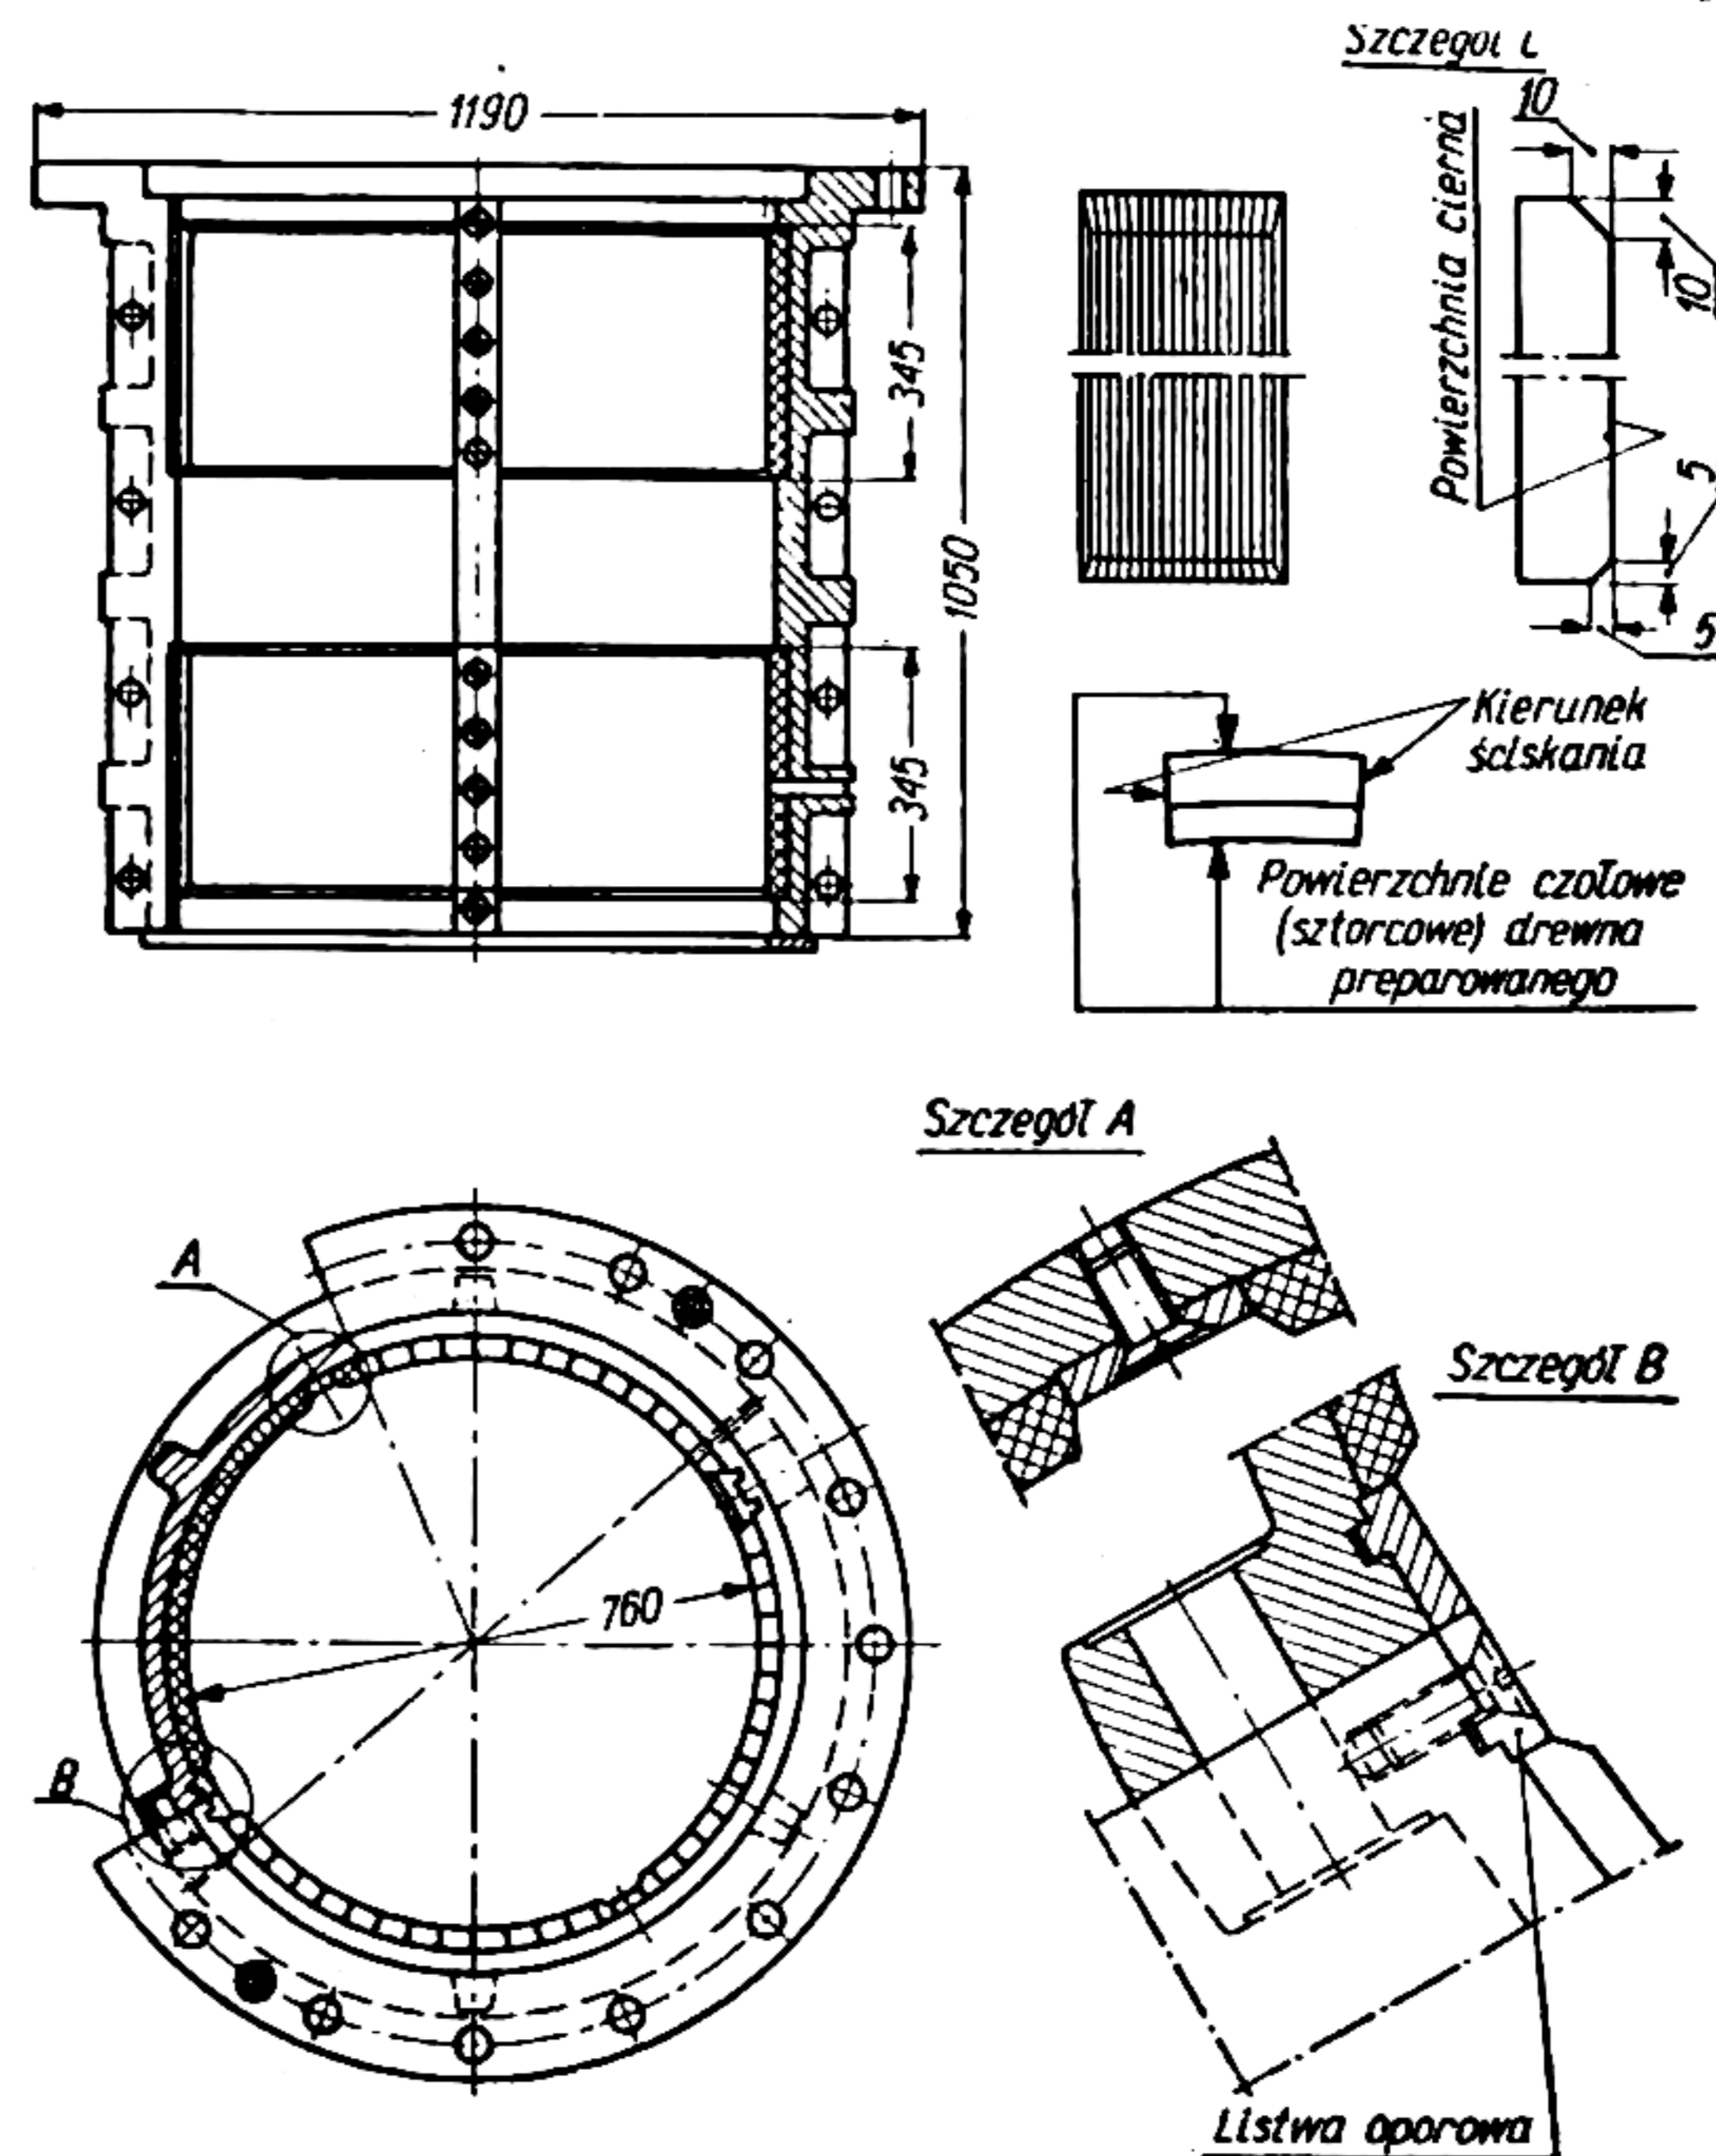 Szczegół C
1190
10
Powierzchnia cierna
10
345
1050
345
5
5
Kierunek
ściskania
Powierzchnie czołowe
(sztorcowe) drewna
preparowanego
Szczegół A
A
Szczegół B
760
B
Listwa oporowa